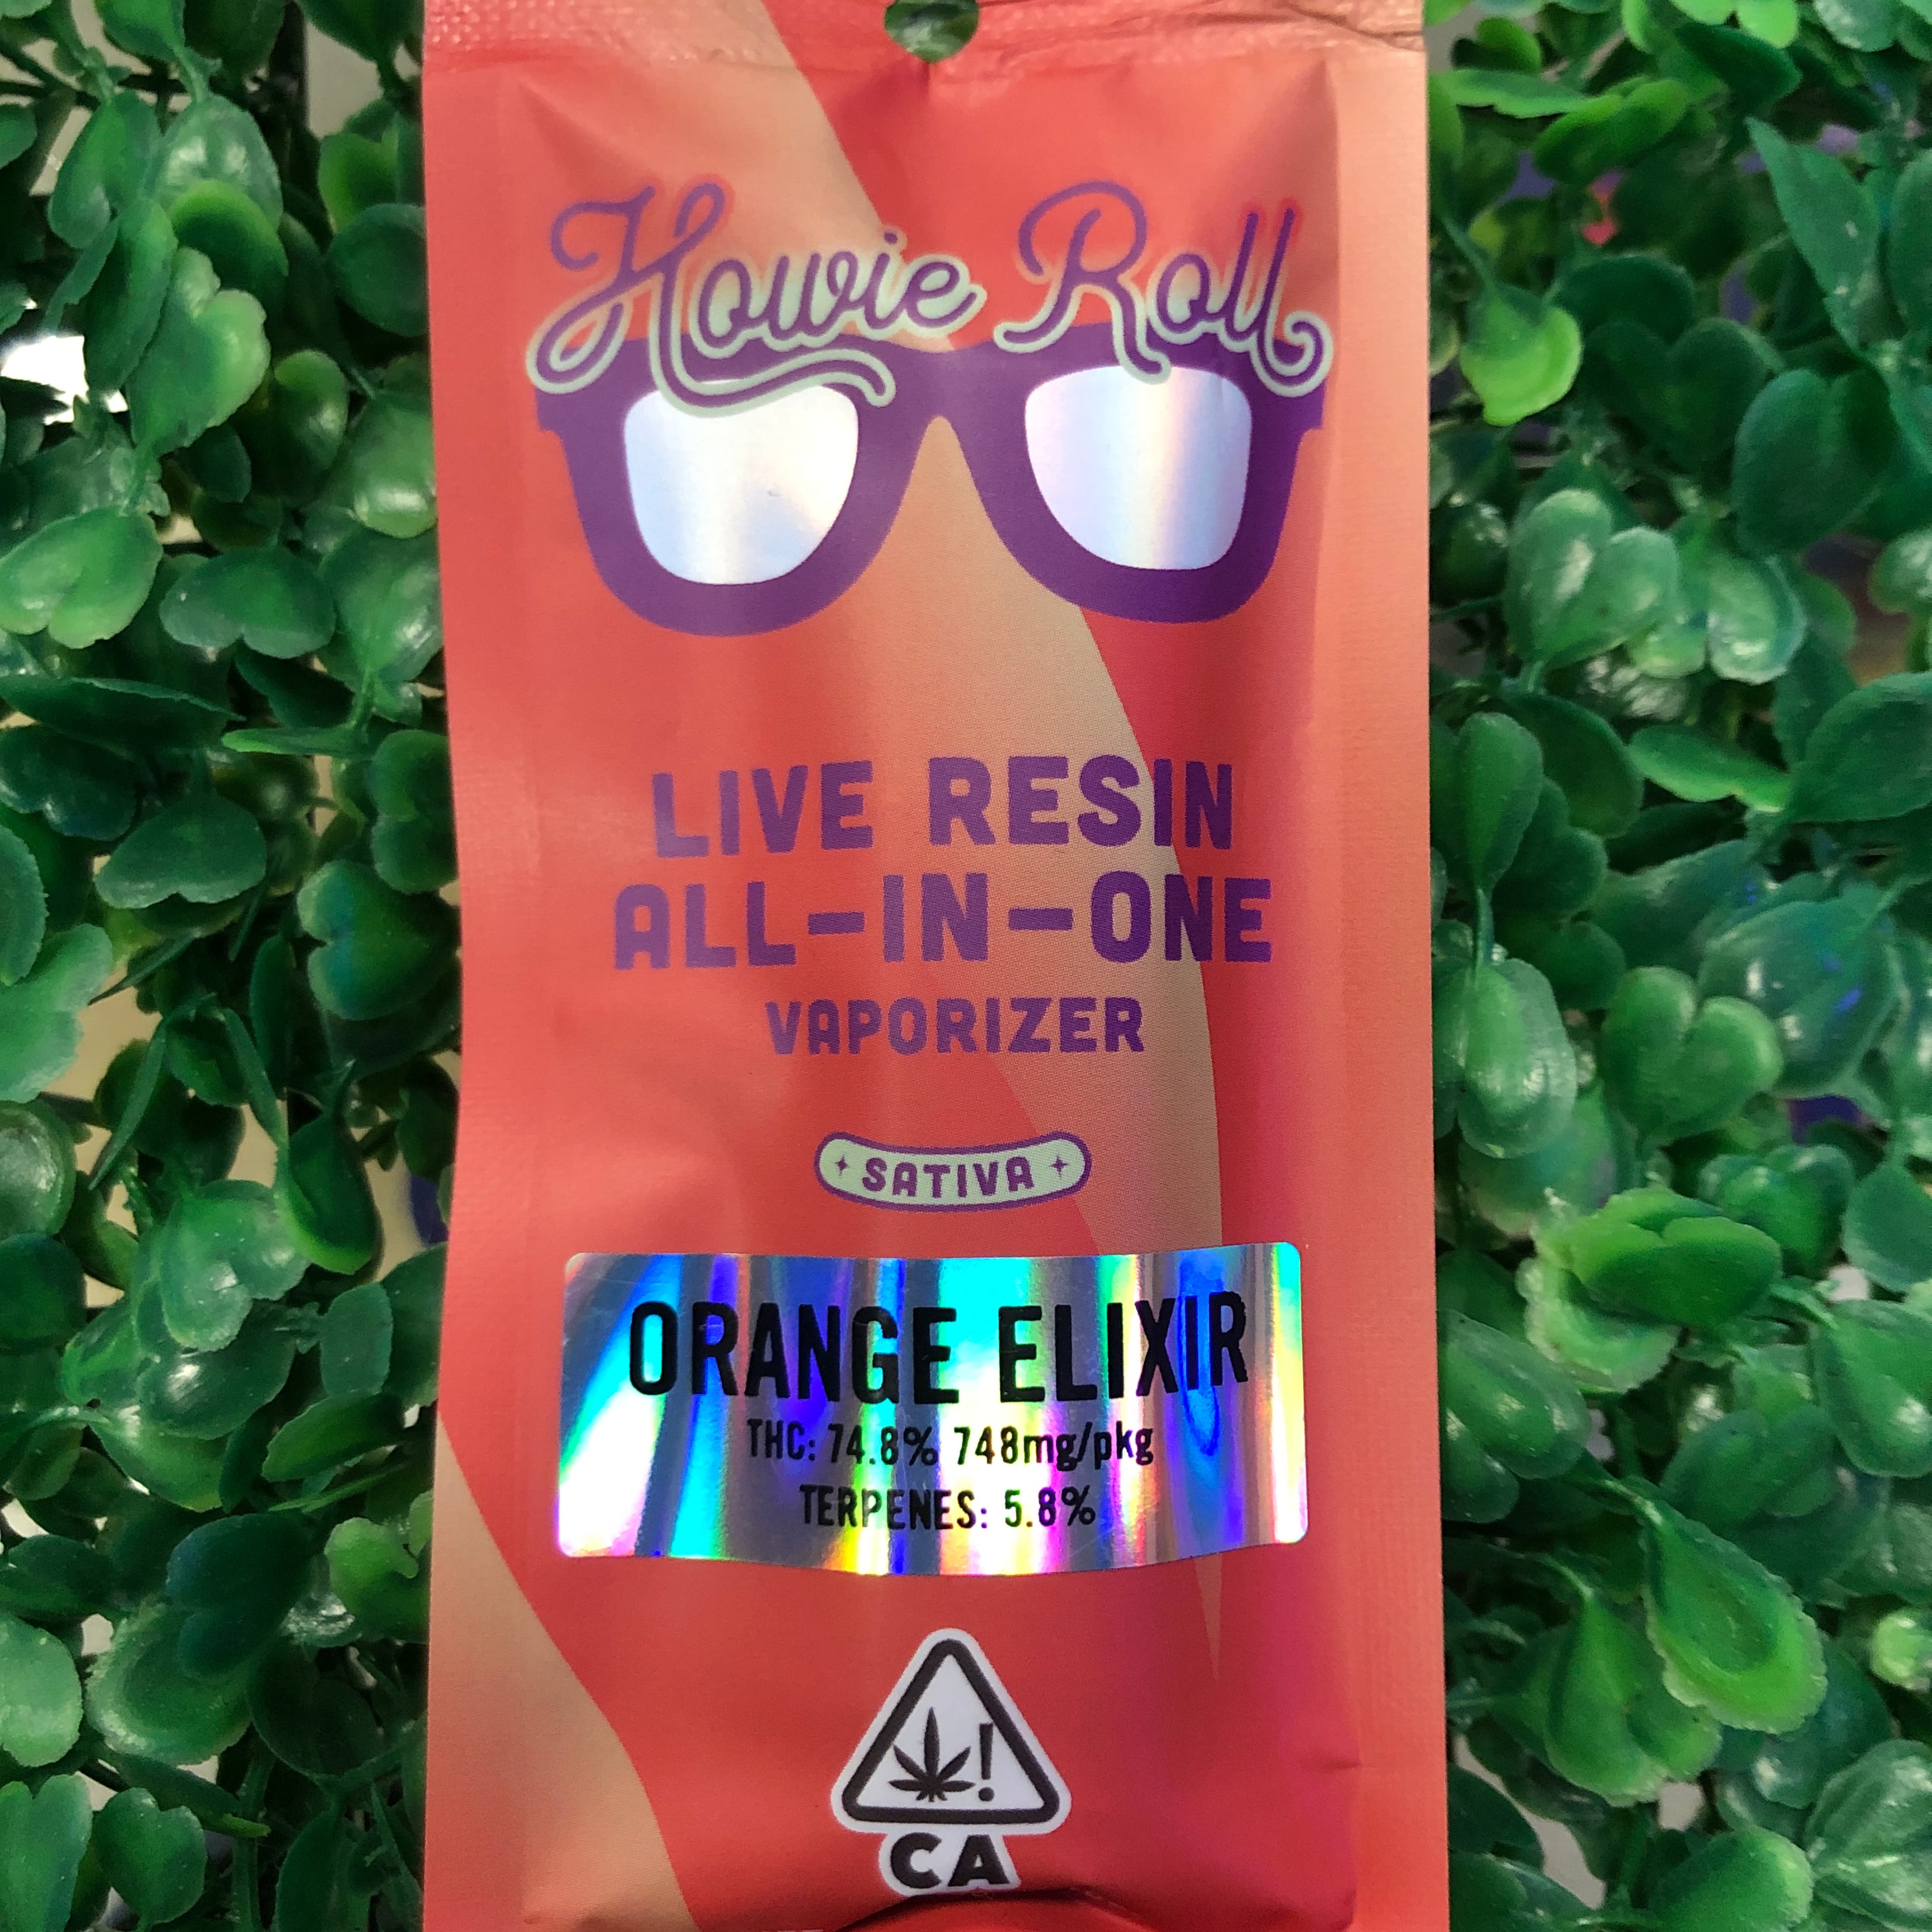 Howie Roll
LIVE RESIN
ALL-IN-ONE
VAPORIZER
SATIVA
ORANGE ELIXIR
THC: 74.8% 748mg/pkg
TERPENES: 5.8%
!
CA